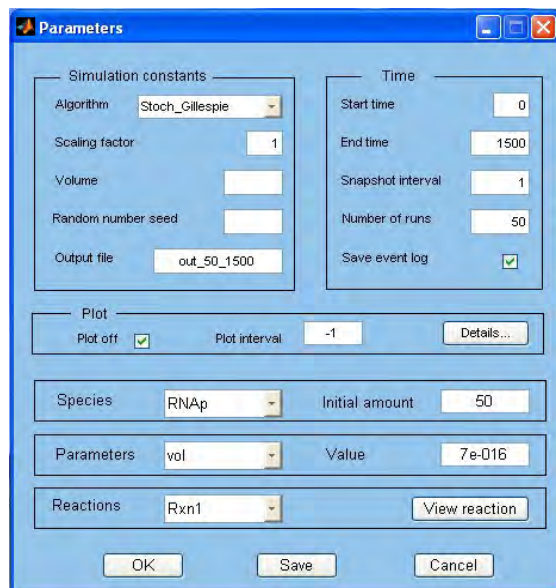 Parameters
Simulation constants
Algorithm Stoch_Gillespie
Scaling factor 1
Volume
Random number seed
Output file out_50_1500
Time
Start time 0
End time 1500
Snapshot interval 1
Number of runs 50
Save event log
Plot
Plot off Plot interval -1 Details...
Species RNAp Initial amount 50
Parameters vol Value 7e-016
Reactions Rxn1 View reaction
OK Save Cancel